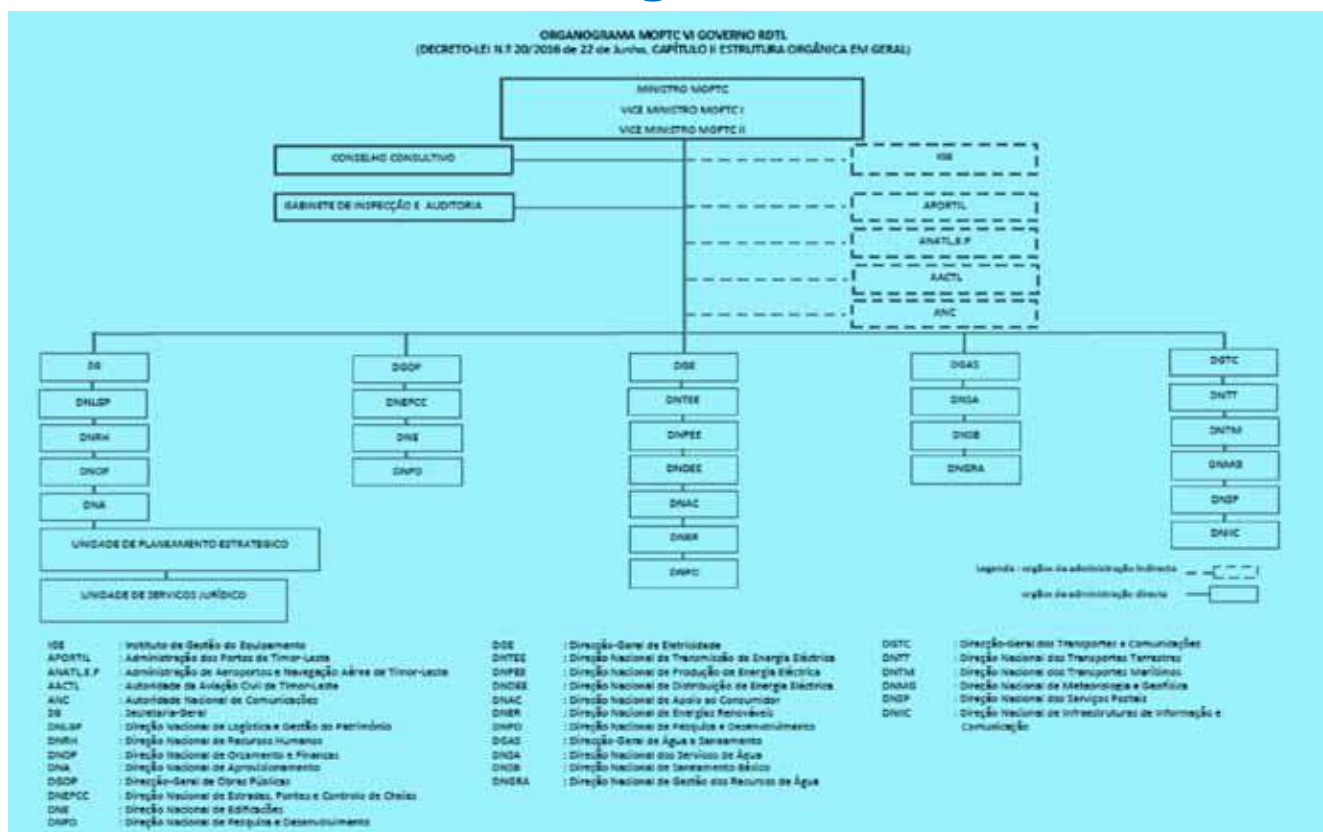 ORGANOGRAMA MOPTC VI GOVERNO RDTL
(DECRETO-LEI N.º 20/2016 de 22 de Junho, CAPÍTULO II ESTRUTURA ORGÂNICA EM GERAL)
MINISTRO MOPTC
VICE MINISTRO MOPTC I
VICE MINISTRO MOPTC II
CONSELHO CONSULTIVO
IGE
GABINETE DE INSPECÇÃO E AUDITORIA
APORTIL
ANATL,E.P
AACTL
ANC
SG
DGOP
DGE
DGAS
DGTC
DNLGP
DNEPCC
DNTEE
DNSA
DNTT
DNRH
DNE
DNPEE
DNSB
DNTM
DNOF
DNPD
DNDEE
DNGRA
DNMG
DNA
DNAC
DNSP
UNIDADE DE PLANEAMENTO ESTRATEGICO
DNER
DNIIC
UNIDADE DE SERVICOS JURÍDICO
DNPD
Legenda : orgãos da administração indirecta
orgãos da administração directa
IGE : Instituto de Gestão do Equipamento
APORTIL : Administração dos Portos de Timor-Leste
ANATL,E.P : Administração de Aeroportos e Navegação Aérea de Timor-Leste
AACTL : Autoridade da Aviação Civil de Timor-Leste
ANC : Autoridade Nacional de Comunicações
SG : Secretaria-Geral
DNLGP : Direção Nacional de Logística e Gestão do Património
DNRH : Direção Nacional de Recursos Humanos
DNOF : Direção Nacional de Orcamento e Finanças
DNA : Direção Nacional de Aprovisionamento
DGOP : Direcção-Geral de Obras Públicas
DNEPCC : Direção Nacional de Estradas, Pontes e Controlo de Cheias
DNE : Direção Nacional de Edificações
DNPD : Direção Nacional de Pesquisa e Desenvolvimento
DGE : Direcção-Geral de Eletricidade
DNTEE : Direção Nacional de Transmissão de Energia Eléctrica
DNPEE : Direção Nacional de Produção de Energia Eléctrica
DNDEE : Direção Nacional de Distribuição de Energia Eléctrica
DNAC : Direção Nacional de Apoio ao Consumidor
DNER : Direção Nacional de Energias Renováveis
DNPD : Direção Nacional de Pesquisa e Desenvolvimento
DGAS : Direcção-Geral de Água e Saneamento
DNSA : Direção Nacional dos Servicos de Água
DNSB : Direção Nacional de Saneamento Básico
DNGRA : Direção Nacional de Gestão dos Recursos de Água
DGTC : Direcção-Geral dos Transportes e Comunicações
DNTT : Direção Nacional dos Transportes Terrestres
DNTM : Direção Nacional dos Transportes Marítimos
DNMG : Direção Nacional de Meteorologia e Geofísica
DNSP : Direção Nacional dos Serviços Postais
DNIIC : Direção Nacional de Infraestruturas de Informação e
Comunicação